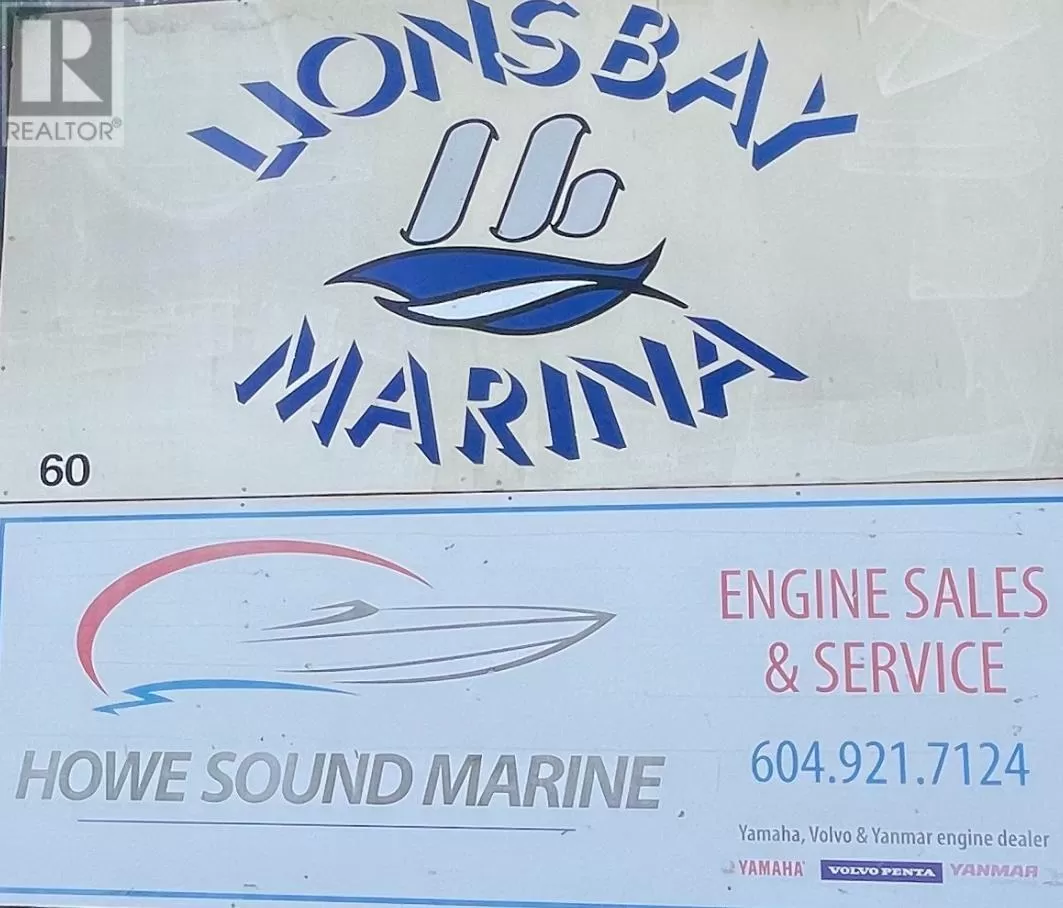 R
REALTOR®
LIONS BAY
MARINA
60
ENGINE SALES
& SERVICE
604.921.7124
HOWE SOUND MARINE
Yamaha, Volvo & Yanmar engine dealer
YAMAHA VOLVO PENTA YANMAR